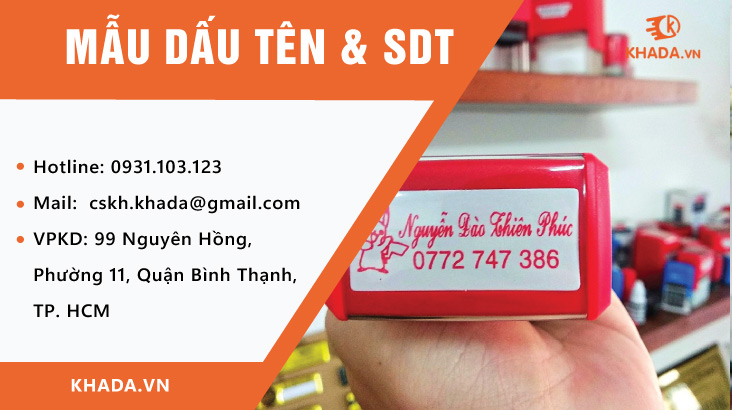 MẪU DẤU TÊN & SDT
KHADA.VN
Hotline: 0931.103.123
Mail: cskh.khada@gmail.com
VPKD: 99 Nguyên Hồng,
Phường 11, Quận Bình Thạnh,
TP. HCM
Nguyễn Đào Thiên Phúc
0772 747 386
KHADA.VN